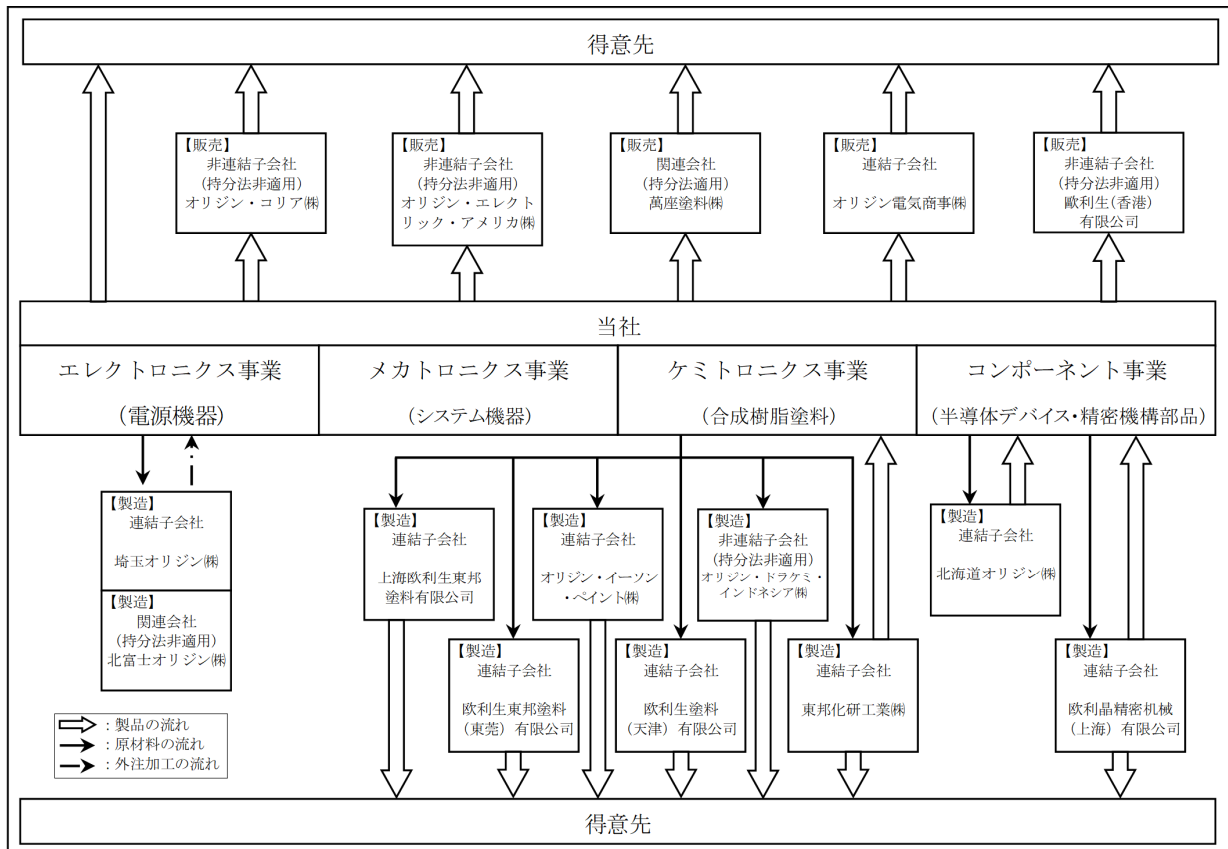 得意先
【販売】
非連結子会社
(持分法非適用)
オリジン・コリア㈱
【販売】
非連結子会社
(持分法非適用)
オリジン・エレクト
リック・アメリカ㈱
【販売】
関連会社
(持分法適用)
萬座塗料㈱
【販売】
連結子会社
オリジン電気商事㈱
【販売】
非連結子会社
(持分法非適用)
歐利生(香港)
有限公司
当社
エレクトロニクス事業
(電源機器)
メカトロニクス事業
(システム機器)
ケミトロニクス事業
(合成樹脂塗料)
コンポーネント事業
(半導体デバイス・精密機構部品)
【製造】
連結子会社
埼玉オリジン㈱
【製造】
関連会社
(持分法非適用)
北富士オリジン㈱
【製造】
連結子会社
上海欧利生東邦
塗料有限公司
【製造】
連結子会社
オリジン・イーソン
・ペイント㈱
【製造】
非連結子会社
(持分法非適用)
オリジン・ドラケミ・
インドネシア㈱
【製造】
連結子会社
北海道オリジン㈱
【製造】
連結子会社
欧利生東邦塗料
（東莞）有限公司
【製造】
連結子会社
欧利生塗料
（天津）有限公司
【製造】
連結子会社
東邦化研工業㈱
【製造】
連結子会社
欧利晶精密机械
（上海）有限公司
：製品の流れ
：原材料の流れ
：外注加工の流れ
得意先